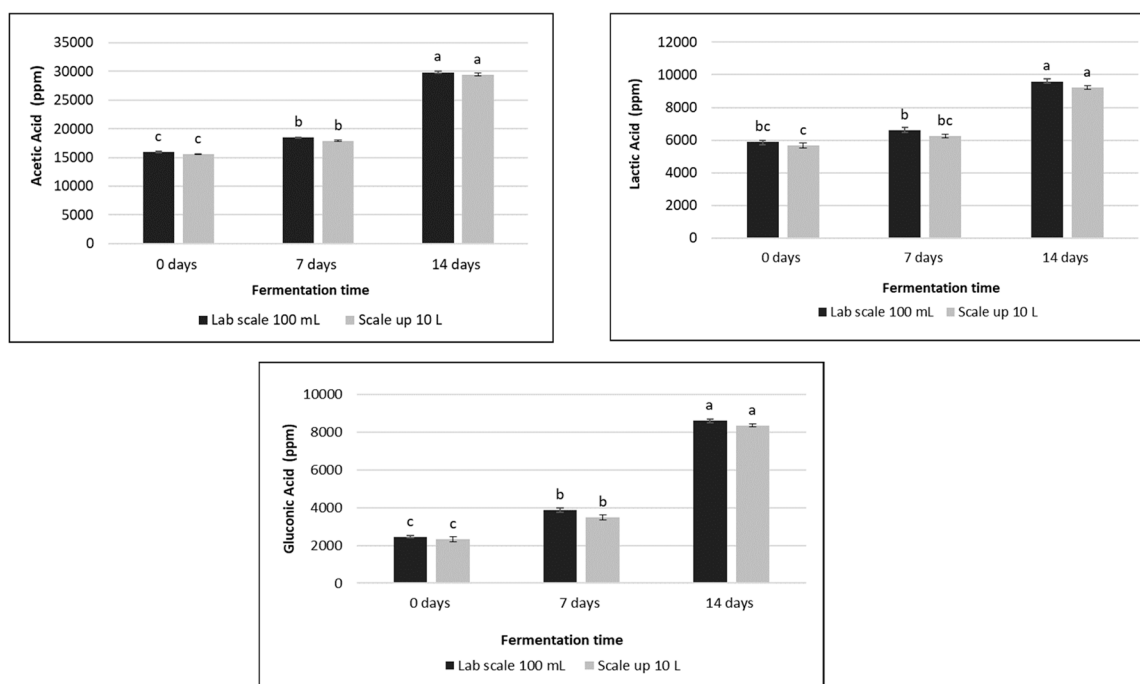 35000
30000
25000
20000
15000
10000
5000
0
Acetic Acid (ppm)
c c
b b
a a
0 days 7 days 14 days
Fermentation time
Lab scale 100 mL Scale up 10 L
12000
10000
8000
6000
4000
2000
0
Lactic Acid (ppm)
bc c
b bc
a a
0 days 7 days 14 days
Fermentation time
Lab scale 100 mL Scale up 10 L
10000
8000
6000
4000
2000
0
Gluconic Acid (ppm)
c c
b b
a a
0 days 7 days 14 days
Fermentation time
Lab scale 100 mL Scale up 10 L